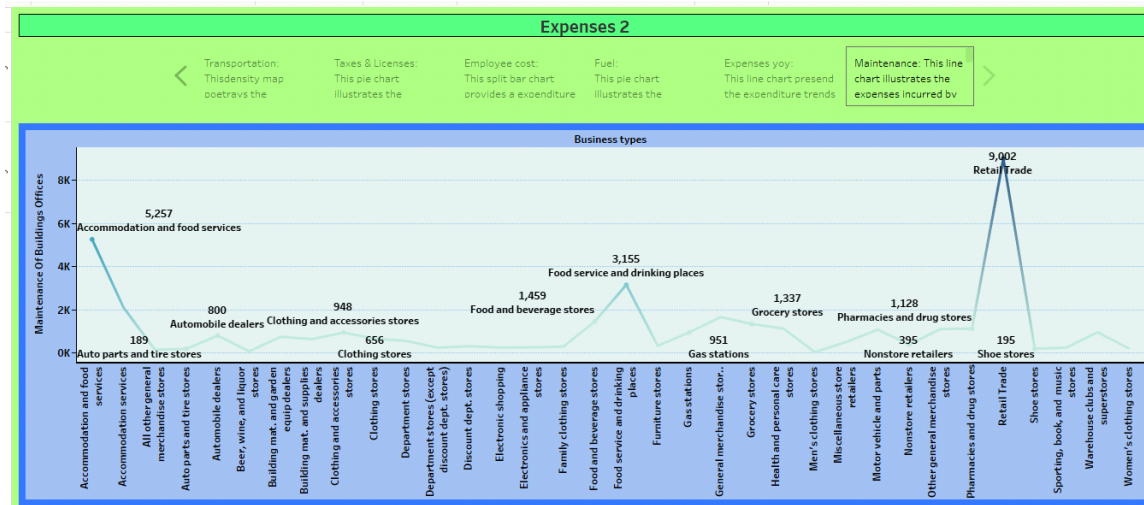 Expenses 2
Transportation:
Thisdensity map
poetrays the
Taxes & Licenses:
This pie chart
illustrates the
Employee cost:
This split bar chart
provides a expenditure
Fuel:
This pie chart
illustrates the
Expenses yoy:
This line chart presend
the expenditure trends
Maintenance: This line
chart illustrates the
expenses incurred by
Business types
Maintenance Of Buildings Offices
8K
6K
4K
2K
0K
5,257
Accommodation and food services
189
Auto parts and tire stores
800
Automobile dealers
948
Clothing and accessories stores
656
Clothing stores
1,459
Food and beverage stores
3,155
Food service and drinking places
951
Gas stations
1,337
Grocery stores
1,128
Pharmacies and drug stores
395
Nonstore retailers
9,002
Retail Trade
195
Shoe stores
Accommodation and food
services
Accommodation services
All other general
merchandise stores
Auto parts and tire stores
Automobile dealers
Beer, wine, and liquor
stores
Building mat. and garden
equip dealers
Building mat. and supplies
dealers
Clothing and accessories
stores
Clothing stores
Department stores
Department stores (except
discount dept. stores)
Discount dept. stores
Electronic shopping
Electronics and appliance
stores
Family clothing stores
Food and beverage stores
Food service and drinking
places
Furniture stores
Gas stations
General merchandise stor..
Grocery stores
Health and personal care
stores
Men's clothing stores
Miscellaneous store
retailers
Motor vehicle and parts
Nonstore retailers
Other general merchandise
stores
Pharmacies and drug stores
Retail Trade
Shoe stores
Sporting, book, and music
stores
Warehouse clubs and
superstores
Women's clothing stores